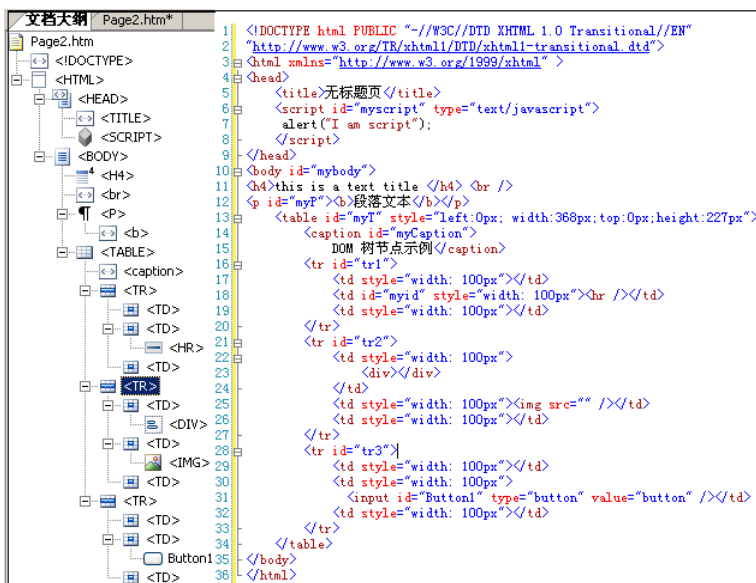 文档大纲 Page2.htm*
Page2.htm
<!DOCTYPE>
<HTML>
<HEAD>
<TITLE>
<SCRIPT>
<BODY>
<H4>
<br>
<P>
<b>
<TABLE>
<caption>
<TR>
<TD>
<TD>
<HR>
<TD>
<TR>
<TD>
<DIV>
<TD>
<IMG>
<TD>
<TR>
<TD>
<TD>
Button1
<TD>
1 <!DOCTYPE html PUBLIC "-//W3C//DTD XHTML 1.0 Transitional//EN"
2 "http://www.w3.org/TR/xhtml1/DTD/xhtml1-transitional.dtd">
3 <html xmlns="http://www.w3.org/1999/xhtml" >
4 <head>
5 <title>无标题页</title>
6 <script id="myscript" type="text/javascript">
7 alert("I am script");
8 </script>
9 </head>
10 <body id="mybody">
11 <h4>this is a text title </h4> <br />
12 <p id="myP"><b>段落文本</b></p>
13 <table id="myT" style="left:0px; width:368px;top:0px;height:227px">
14 <caption id="myCaption">
15 DOM 树节点示例</caption>
16 <tr id="tr1">
17 <td style="width: 100px"></td>
18 <td id="myid" style="width: 100px"><hr /></td>
19 <td style="width: 100px"></td>
20 </tr>
21 <tr id="tr2">
22 <td style="width: 100px">
23 <div></div>
24 </td>
25 <td style="width: 100px"><img src="" /></td>
26 <td style="width: 100px"></td>
27 </tr>
28 <tr id="tr3">
29 <td style="width: 100px"></td>
30 <td style="width: 100px">
31 <input id="Button1" type="button" value="button" /></td>
32 <td style="width: 100px"></td>
33 </tr>
34 </table>
35 </body>
36 </html>